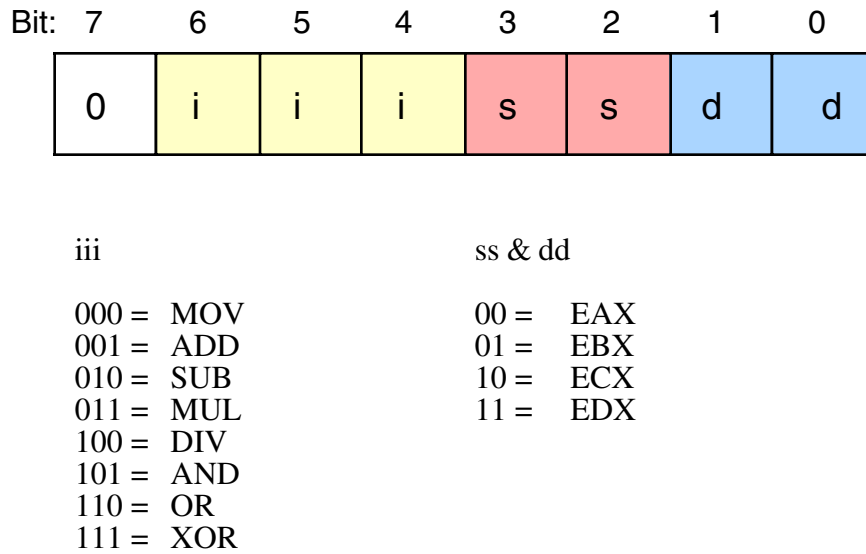 Bit: 7 6 5 4 3 2 1 0
0 i i i s s d d
iii ss & dd
000 = MOV 00 = EAX
001 = ADD 01 = EBX
010 = SUB 10 = ECX
011 = MUL 11 = EDX
100 = DIV
101 = AND
110 = OR
111 = XOR